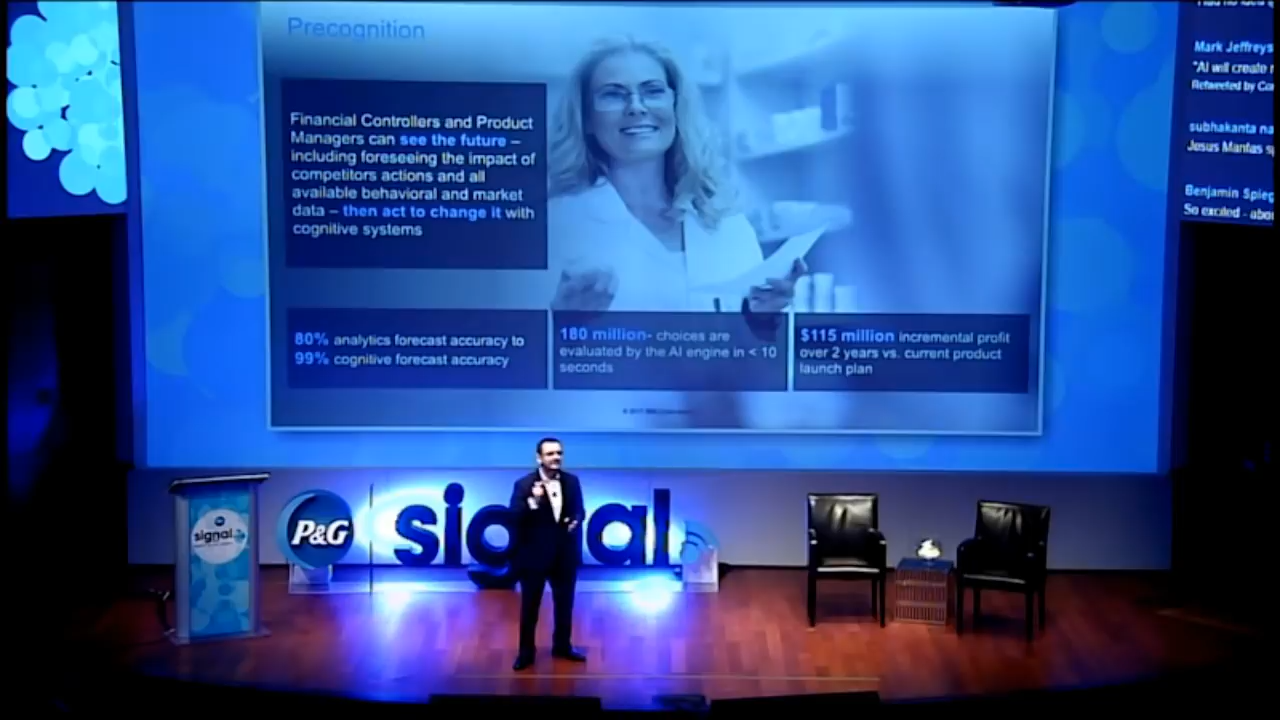 Precognition
Financial Controllers and Product
Managers can see the future –
including foreseeing the impact of
competitors actions and all
available behavioral and market
data – then act to change it with
cognitive systems
80% analytics forecast accuracy to
99% cognitive forecast accuracy
180 million- choices are
evaluated by the AI engine in < 10
seconds
$115 million incremental profit
over 2 years vs. current product
launch plan
Mark Jeffreys
"AI will create
Retweeted by
subhakanta
Jesus Mantas
Benjamin
So excited -
signal
P&G
signal